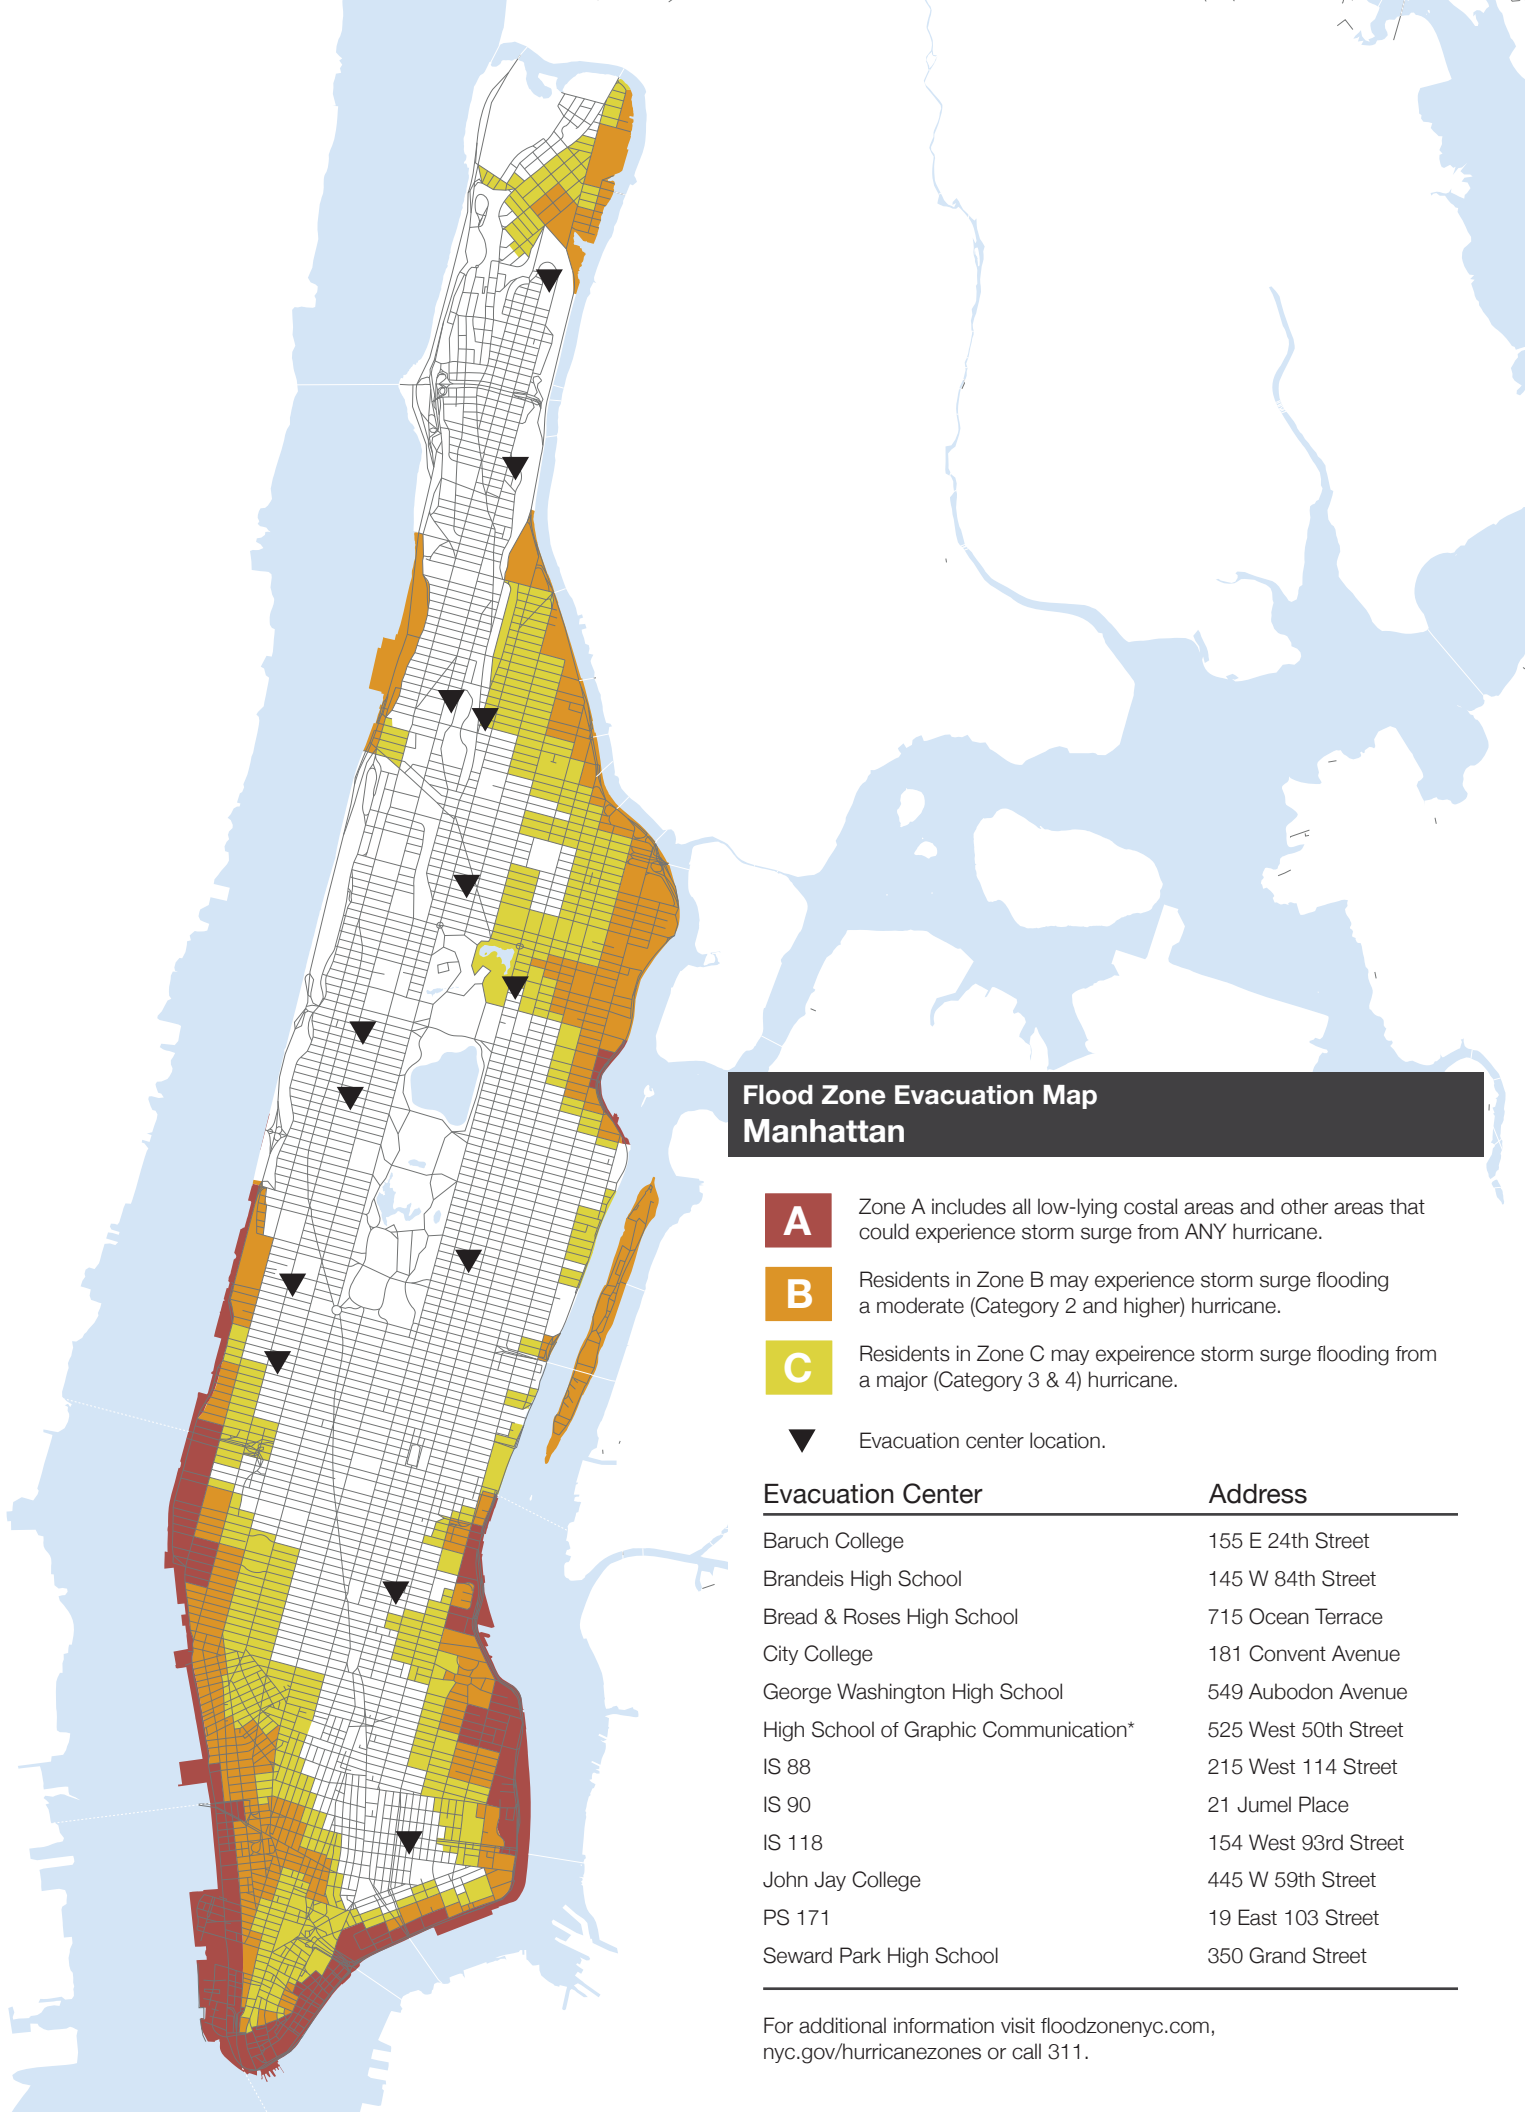 Flood Zone Evacuation Map
Manhattan
A
Zone A includes all low-lying costal areas and other areas that
could experience storm surge from ANY hurricane.
B
Residents in Zone B may experience storm surge flooding
a moderate (Category 2 and higher) hurricane.
C
Residents in Zone C may expeirence storm surge flooding from
a major (Category 3 & 4) hurricane.
Evacuation center location.
Evacuation Center Address
Baruch College 155 E 24th Street
Brandeis High School 145 W 84th Street
Bread & Roses High School 715 Ocean Terrace
City College 181 Convent Avenue
George Washington High School 549 Aubodon Avenue
High School of Graphic Communication* 525 West 50th Street
IS 88 215 West 114 Street
IS 90 21 Jumel Place
IS 118 154 West 93rd Street
John Jay College 445 W 59th Street
PS 171 19 East 103 Street
Seward Park High School 350 Grand Street
For additional information visit floodzonenyc.com,
nyc.gov/hurricanezones or call 311.